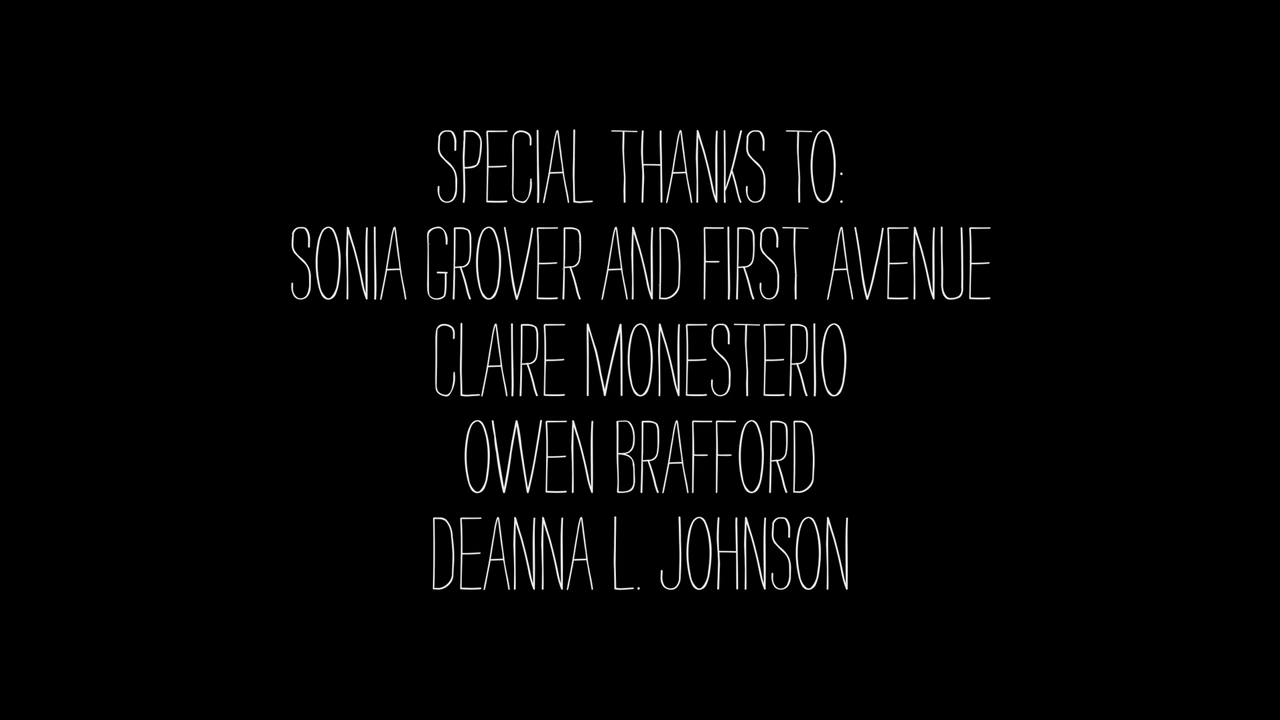 SPECIAL THANKS TO:
SONIA GROVER AND FIRST AVENUE
CLAIRE MONESTERIO
OWEN BRAFFORD
DEANNA L. JOHNSON